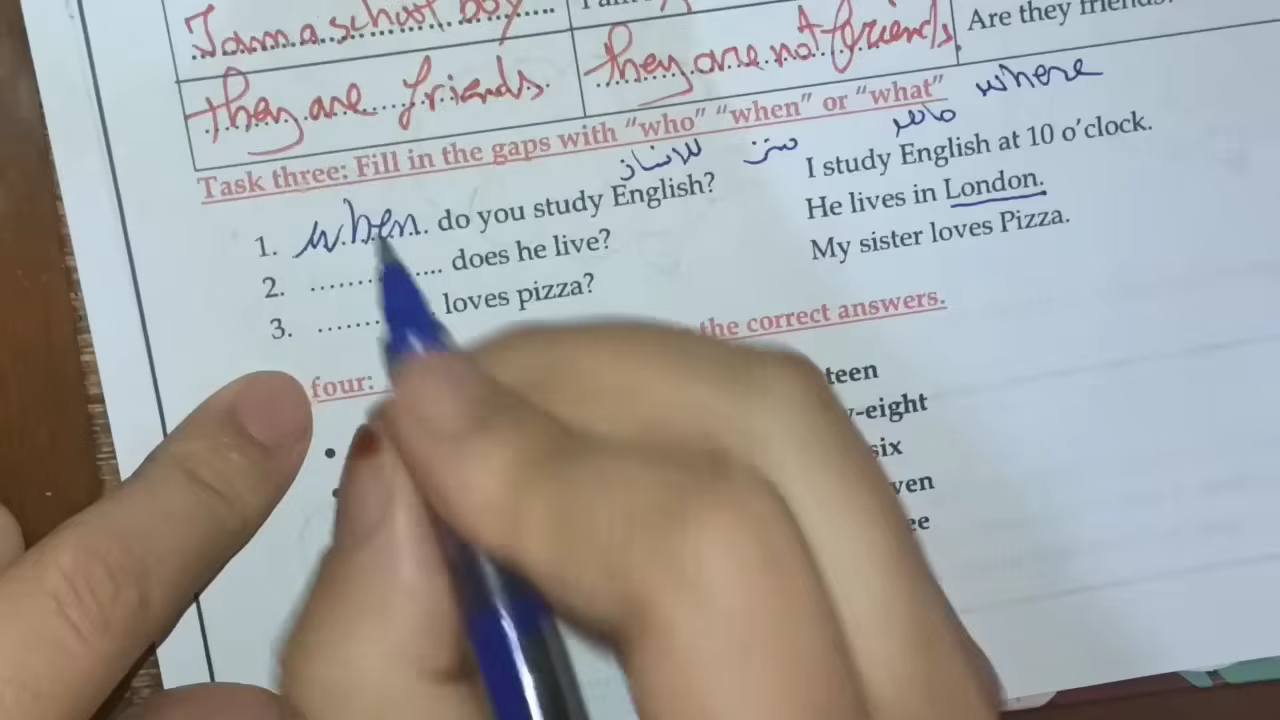 I am a school boy
They are friends. They are not friends. Are they friends?
where
Task three: Fill in the gaps with "who" "when" or "what"
للانسان
1. when do you study English? I study English at 10 o'clock.
2. ............ does he live? He lives in London.
3. ............ loves pizza? My sister loves Pizza.
four: the correct answers.
teen
-eight
six
ven
ee